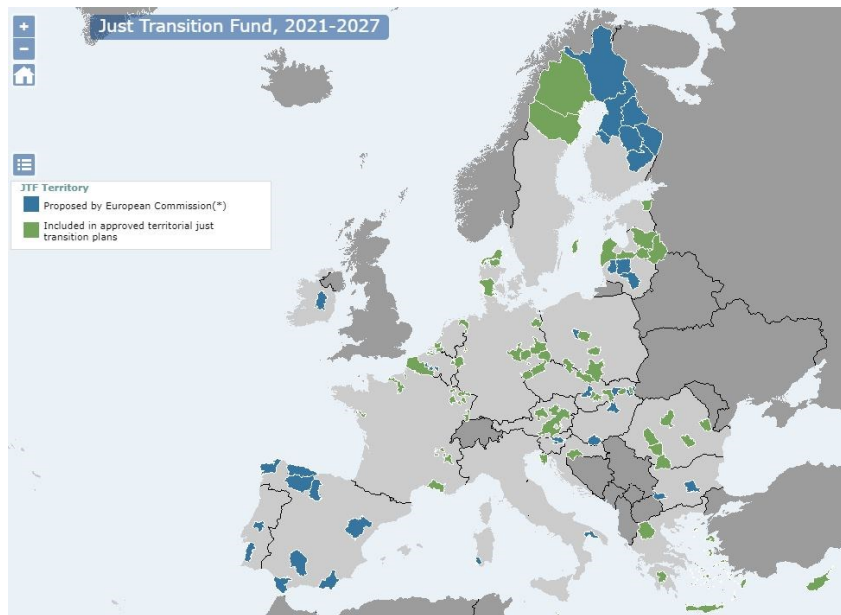 +
Just Transition Fund, 2021-2027
−
JTF Territory
Proposed by European Commission(*)
Included in approved territorial just
transition plans